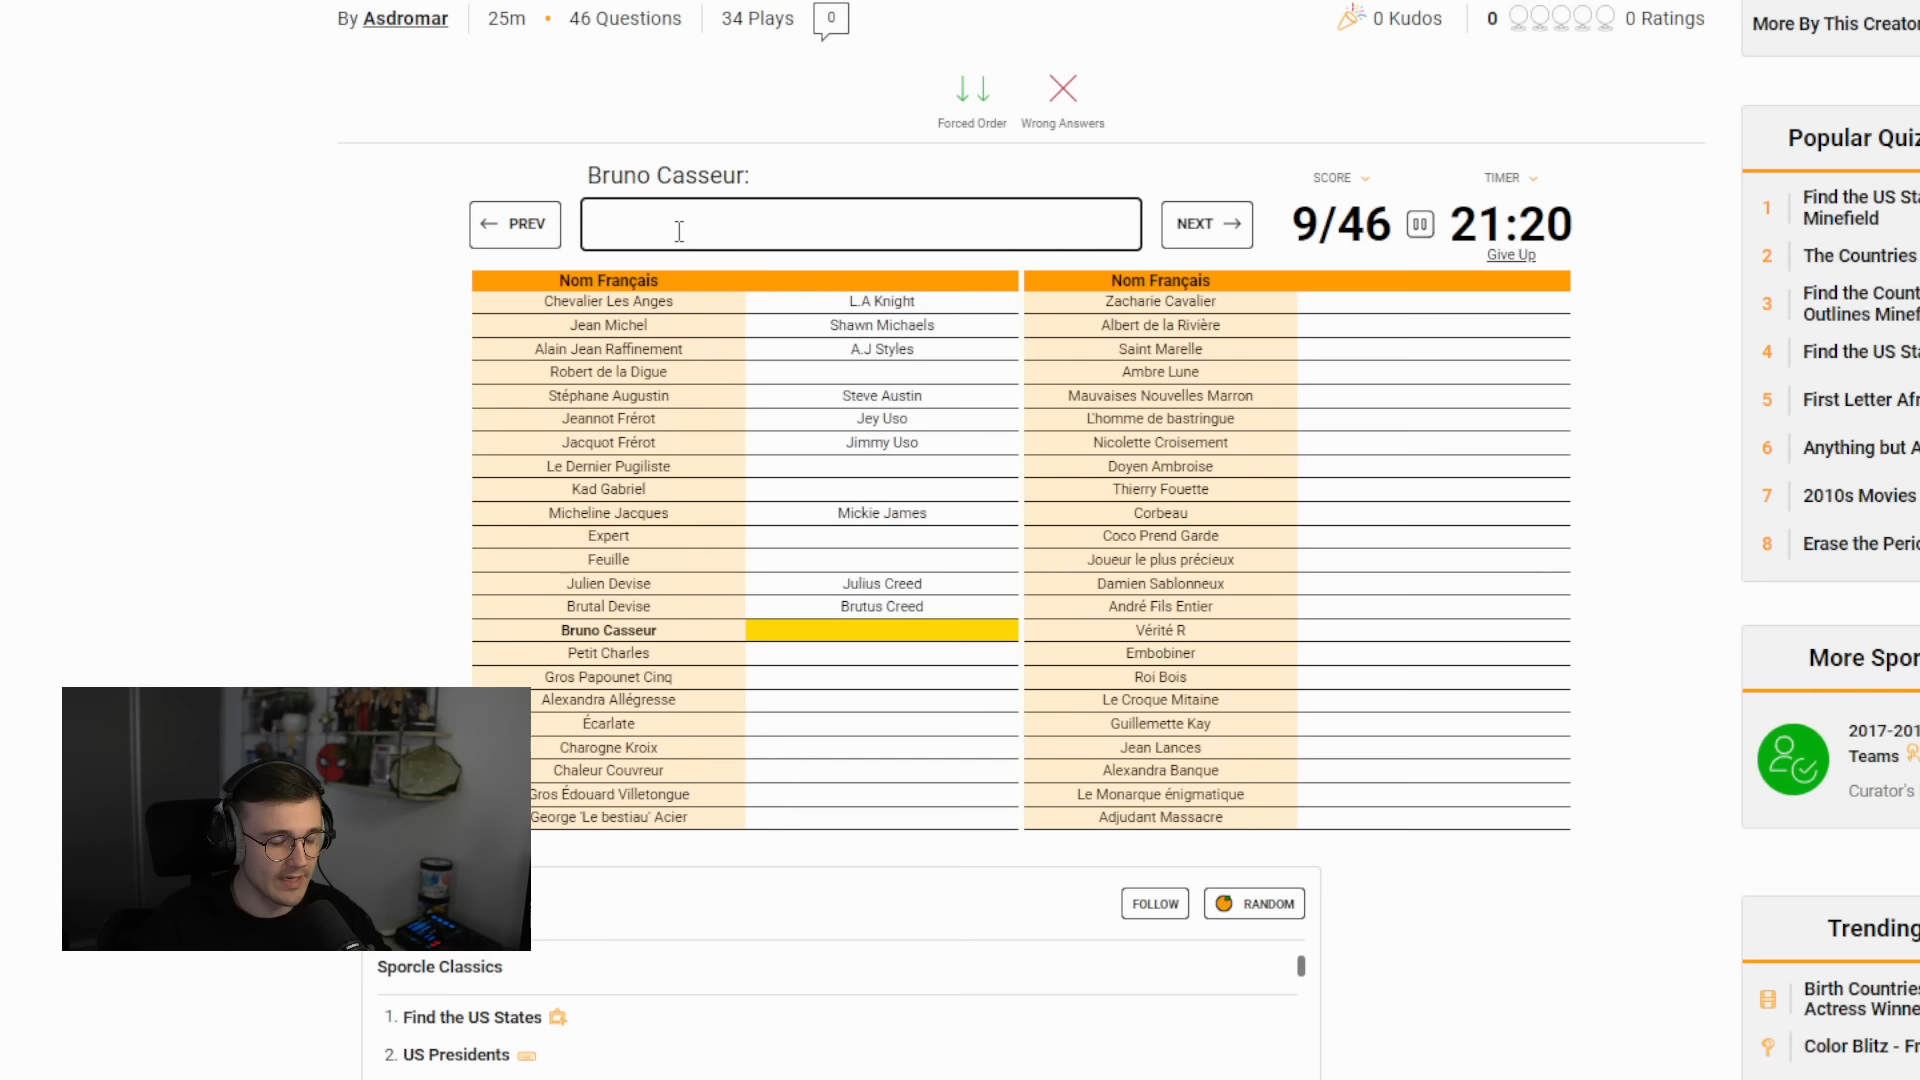 By Asdromar
25m • 46 Questions
34 Plays
0
0 Kudos
0
0 Ratings
More By This Creator
Forced Order
Wrong Answers
Bruno Casseur:
← PREV
NEXT →
SCORE
9/46
TIMER
21:20
Give Up
Nom Français
Chevalier Les Anges L.A Knight
Jean Michel Shawn Michaels
Alain Jean Raffinement A.J Styles
Robert de la Digue
Stéphane Augustin Steve Austin
Jeannot Frérot Jey Uso
Jacquot Frérot Jimmy Uso
Le Dernier Pugiliste
Kad Gabriel
Micheline Jacques Mickie James
Expert
Feuille
Julien Devise Julius Creed
Brutal Devise Brutus Creed
Bruno Casseur
Petit Charles
Gros Papounet Cinq
Alexandra Allégresse
Écarlate
Charogne Kroix
Chaleur Couvreur
Gros Édouard Villetongue
George 'Le bestiau' Acier
Nom Français
Zacharie Cavalier
Albert de la Rivière
Saint Marelle
Ambre Lune
Mauvaises Nouvelles Marron
L'homme de bastringue
Nicolette Croisement
Doyen Ambroise
Thierry Fouette
Corbeau
Coco Prend Garde
Joueur le plus précieux
Damien Sablonneux
André Fils Entier
Vérité R
Embobiner
Roi Bois
Le Croque Mitaine
Guillemette Kay
Jean Lances
Alexandra Banque
Le Monarque énigmatique
Adjudant Massacre
FOLLOW
RANDOM
Sporcle Classics
1. Find the US States
2. US Presidents
Popular Quiz
1 Find the US Sta
Minefield
2 The Countries
3 Find the Count
Outlines Minef
4 Find the US Sta
5 First Letter Afr
6 Anything but A
7 2010s Movies
8 Erase the Perio
More Spor
2017-201
Teams
Curator's
Trending
Birth Countries
Actress Winne
Color Blitz - Fr